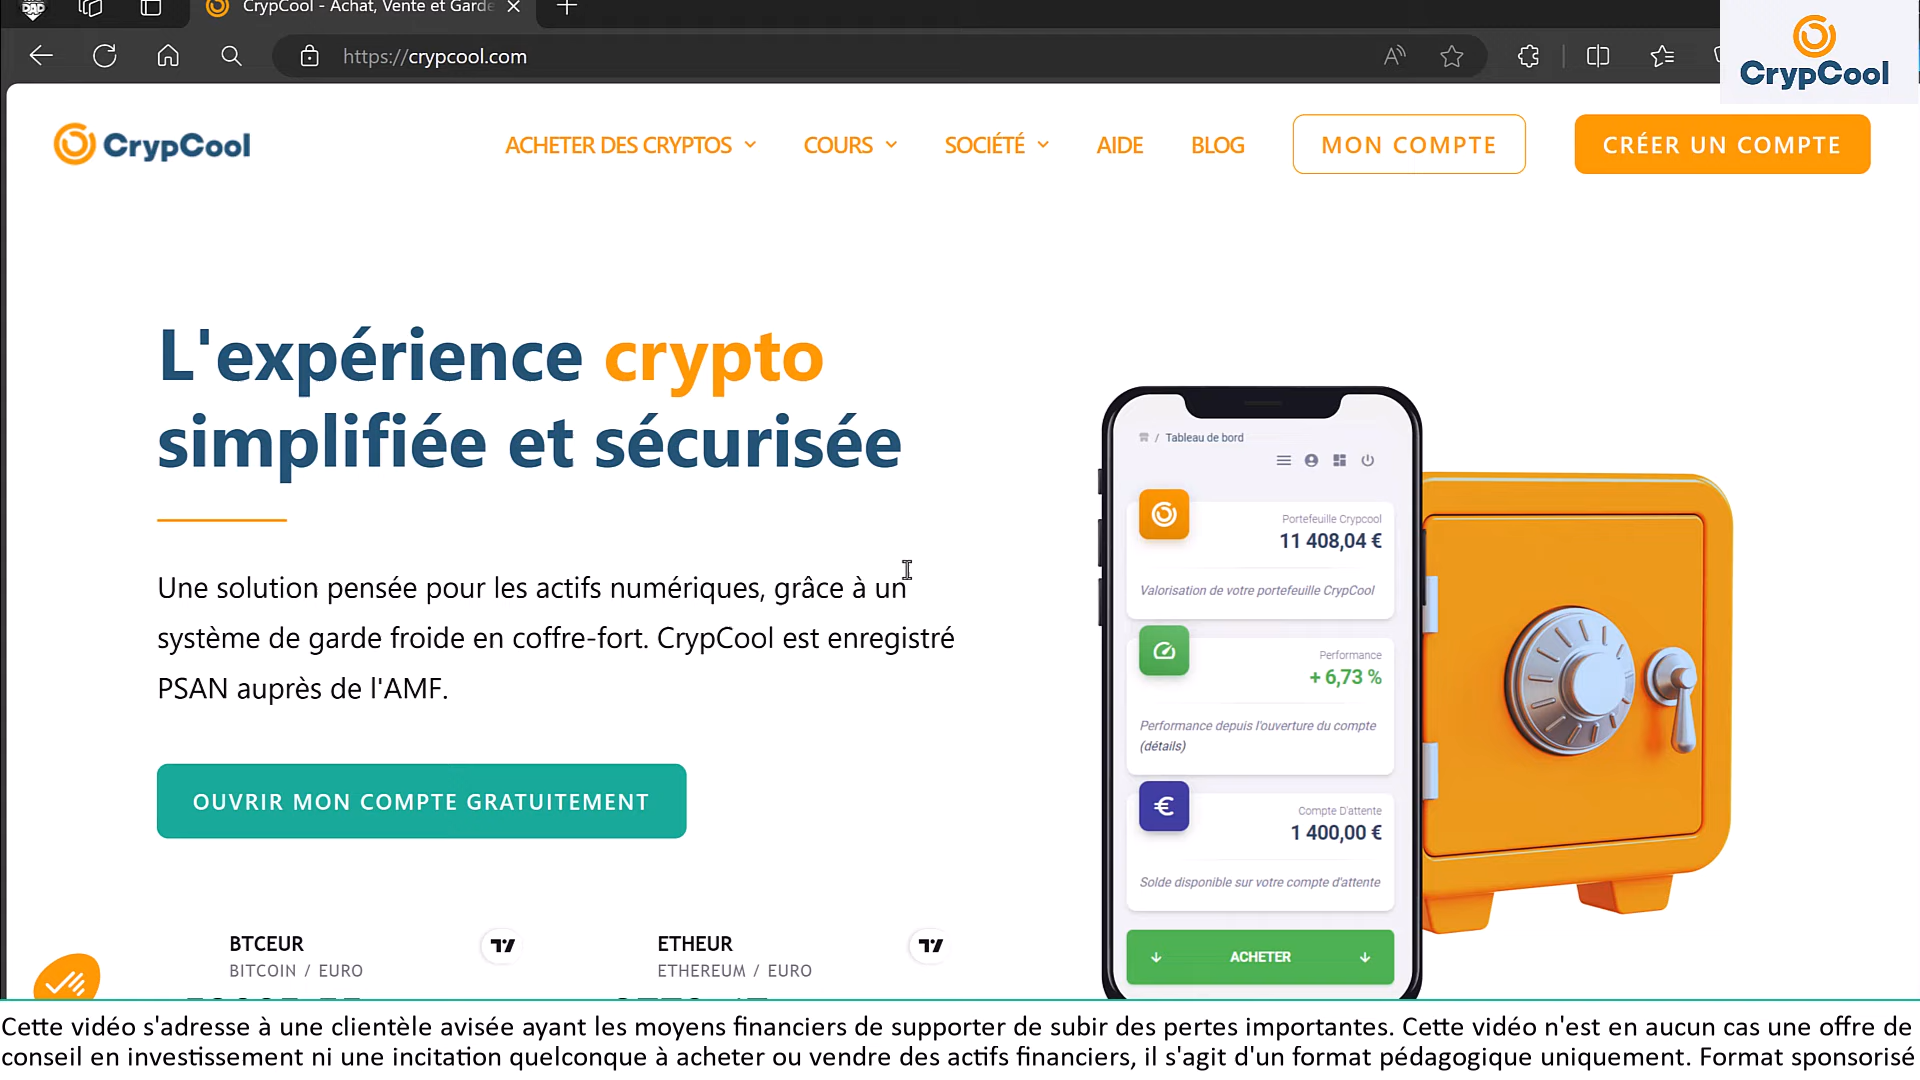 CrypCool - Achat, Vente et Garde
https://crypcool.com
CrypCool
CrypCool
ACHETER DES CRYPTOS
COURS
SOCIÉTÉ
AIDE
BLOG
MON COMPTE
CRÉER UN COMPTE
L'expérience crypto
simplifiée et sécurisée
Une solution pensée pour les actifs numériques, grâce à un
système de garde froide en coffre-fort. CrypCool est enregistré
PSAN auprès de l'AMF.
OUVRIR MON COMPTE GRATUITEMENT
/ Tableau de bord
Portefeuille Crypcool
11 408,04 €
Valorisation de votre portefeuille CrypCool
Performance
+ 6,73 %
Performance depuis l'ouverture du compte
(détails)
€
Compte D'attente
1 400,00 €
Solde disponible sur votre compte d'attente
ACHETER
BTCEUR
BITCOIN / EURO
ETHEUR
ETHEREUM / EURO
Cette vidéo s'adresse à une clientèle avisée ayant les moyens financiers de supporter de subir des pertes importantes. Cette vidéo n'est en aucun cas une offre de
conseil en investissement ni une incitation quelconque à acheter ou vendre des actifs financiers, il s'agit d'un format pédagogique uniquement. Format sponsorisé